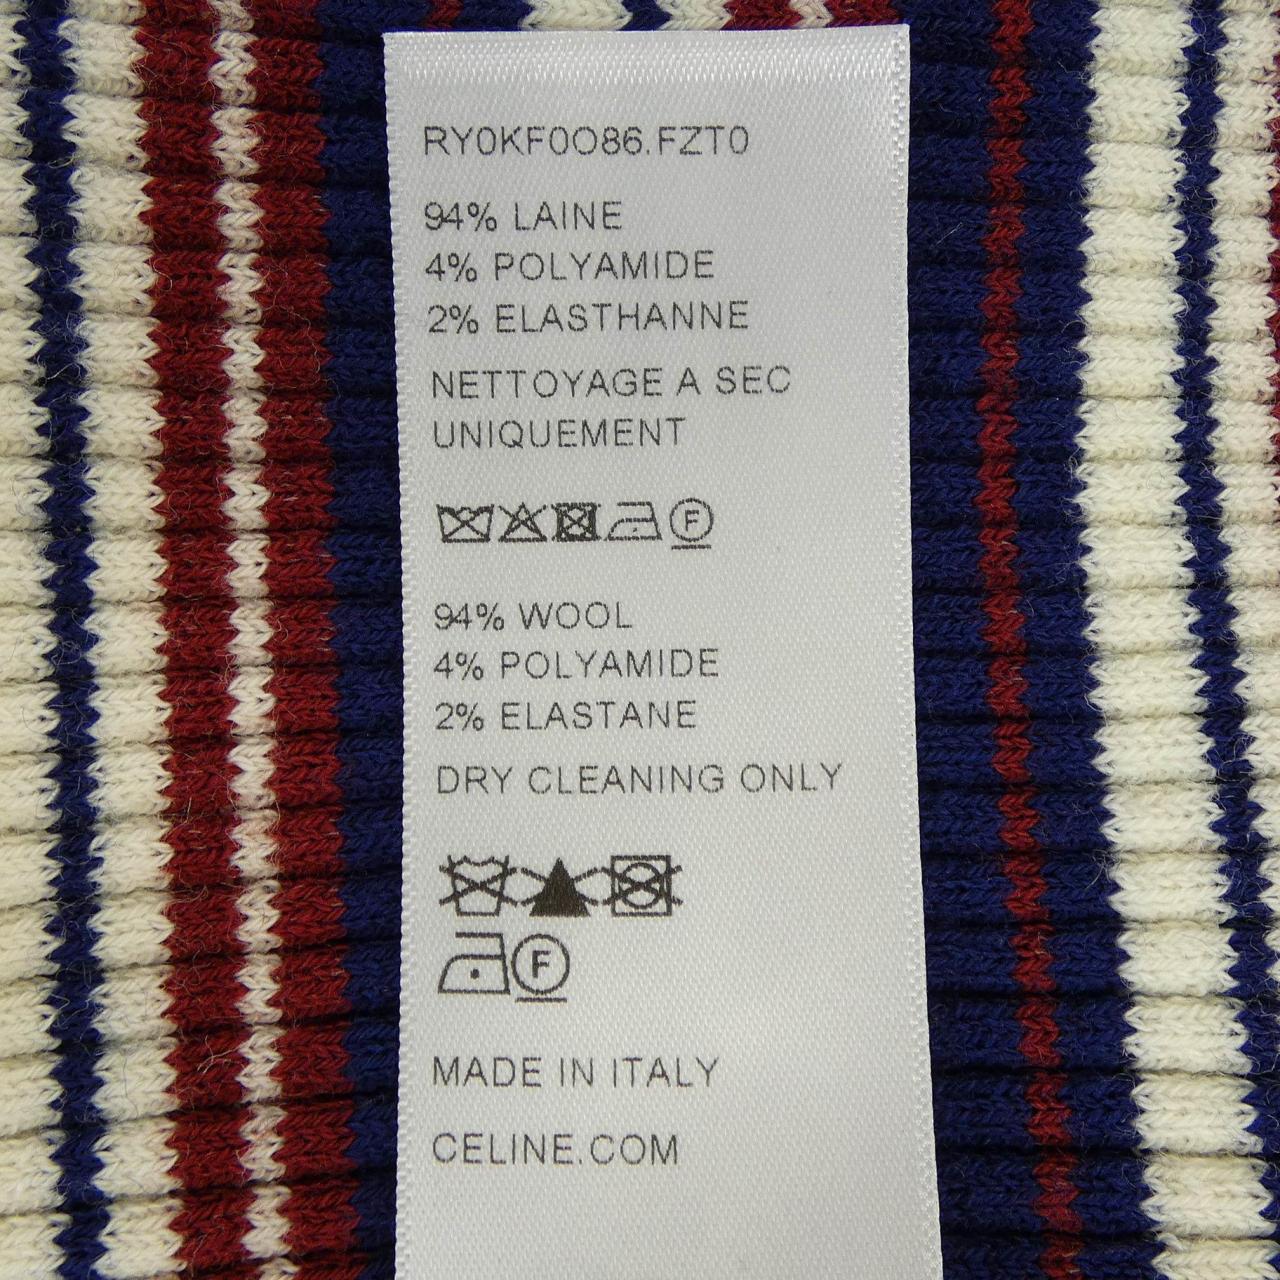 RY0KF0O86.FZT0
94% LAINE
4% POLYAMIDE
2% ELASTHANNE
NETTOYAGE A SEC
UNIQUEMENT
F
94% WOOL
4% POLYAMIDE
2% ELASTANE
DRY CLEANING ONLY
F
MADE IN ITALY
CELINE.COM